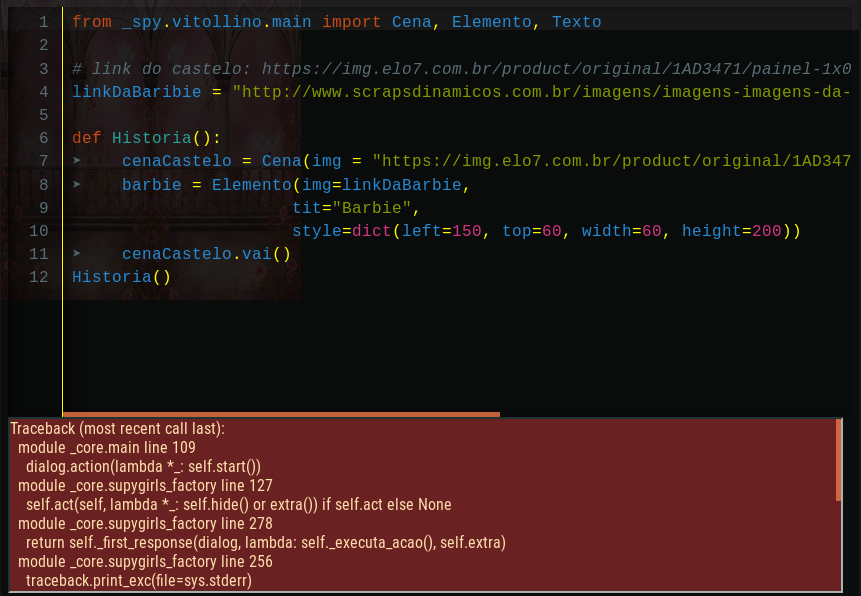 1 from _spy.vitollino.main import Cena, Elemento, Texto
2
3 # link do castelo: https://img.elo7.com.br/product/original/1AD3471/painel-1x0
4 linkDaBaribie = "http://www.scrapsdinamicos.com.br/imagens/imagens-imagens-da-
5
6 def Historia():
7 ➤ cenaCastelo = Cena(img = "https://img.elo7.com.br/product/original/1AD347
8 ➤ barbie = Elemento(img=linkDaBarbie,
9 tit="Barbie",
10 style=dict(left=150, top=60, width=60, height=200))
11 ➤ cenaCastelo.vai()
12 Historia()
Traceback (most recent call last):
module _core.main line 109
dialog.action(lambda *_: self.start())
module _core.supygirls_factory line 127
self.act(self, lambda *_: self.hide() or extra()) if self.act else None
module _core.supygirls_factory line 278
return self._first_response(dialog, lambda: self._executa_acao(), self.extra)
module _core.supygirls_factory line 256
traceback.print_exc(file=sys.stderr)